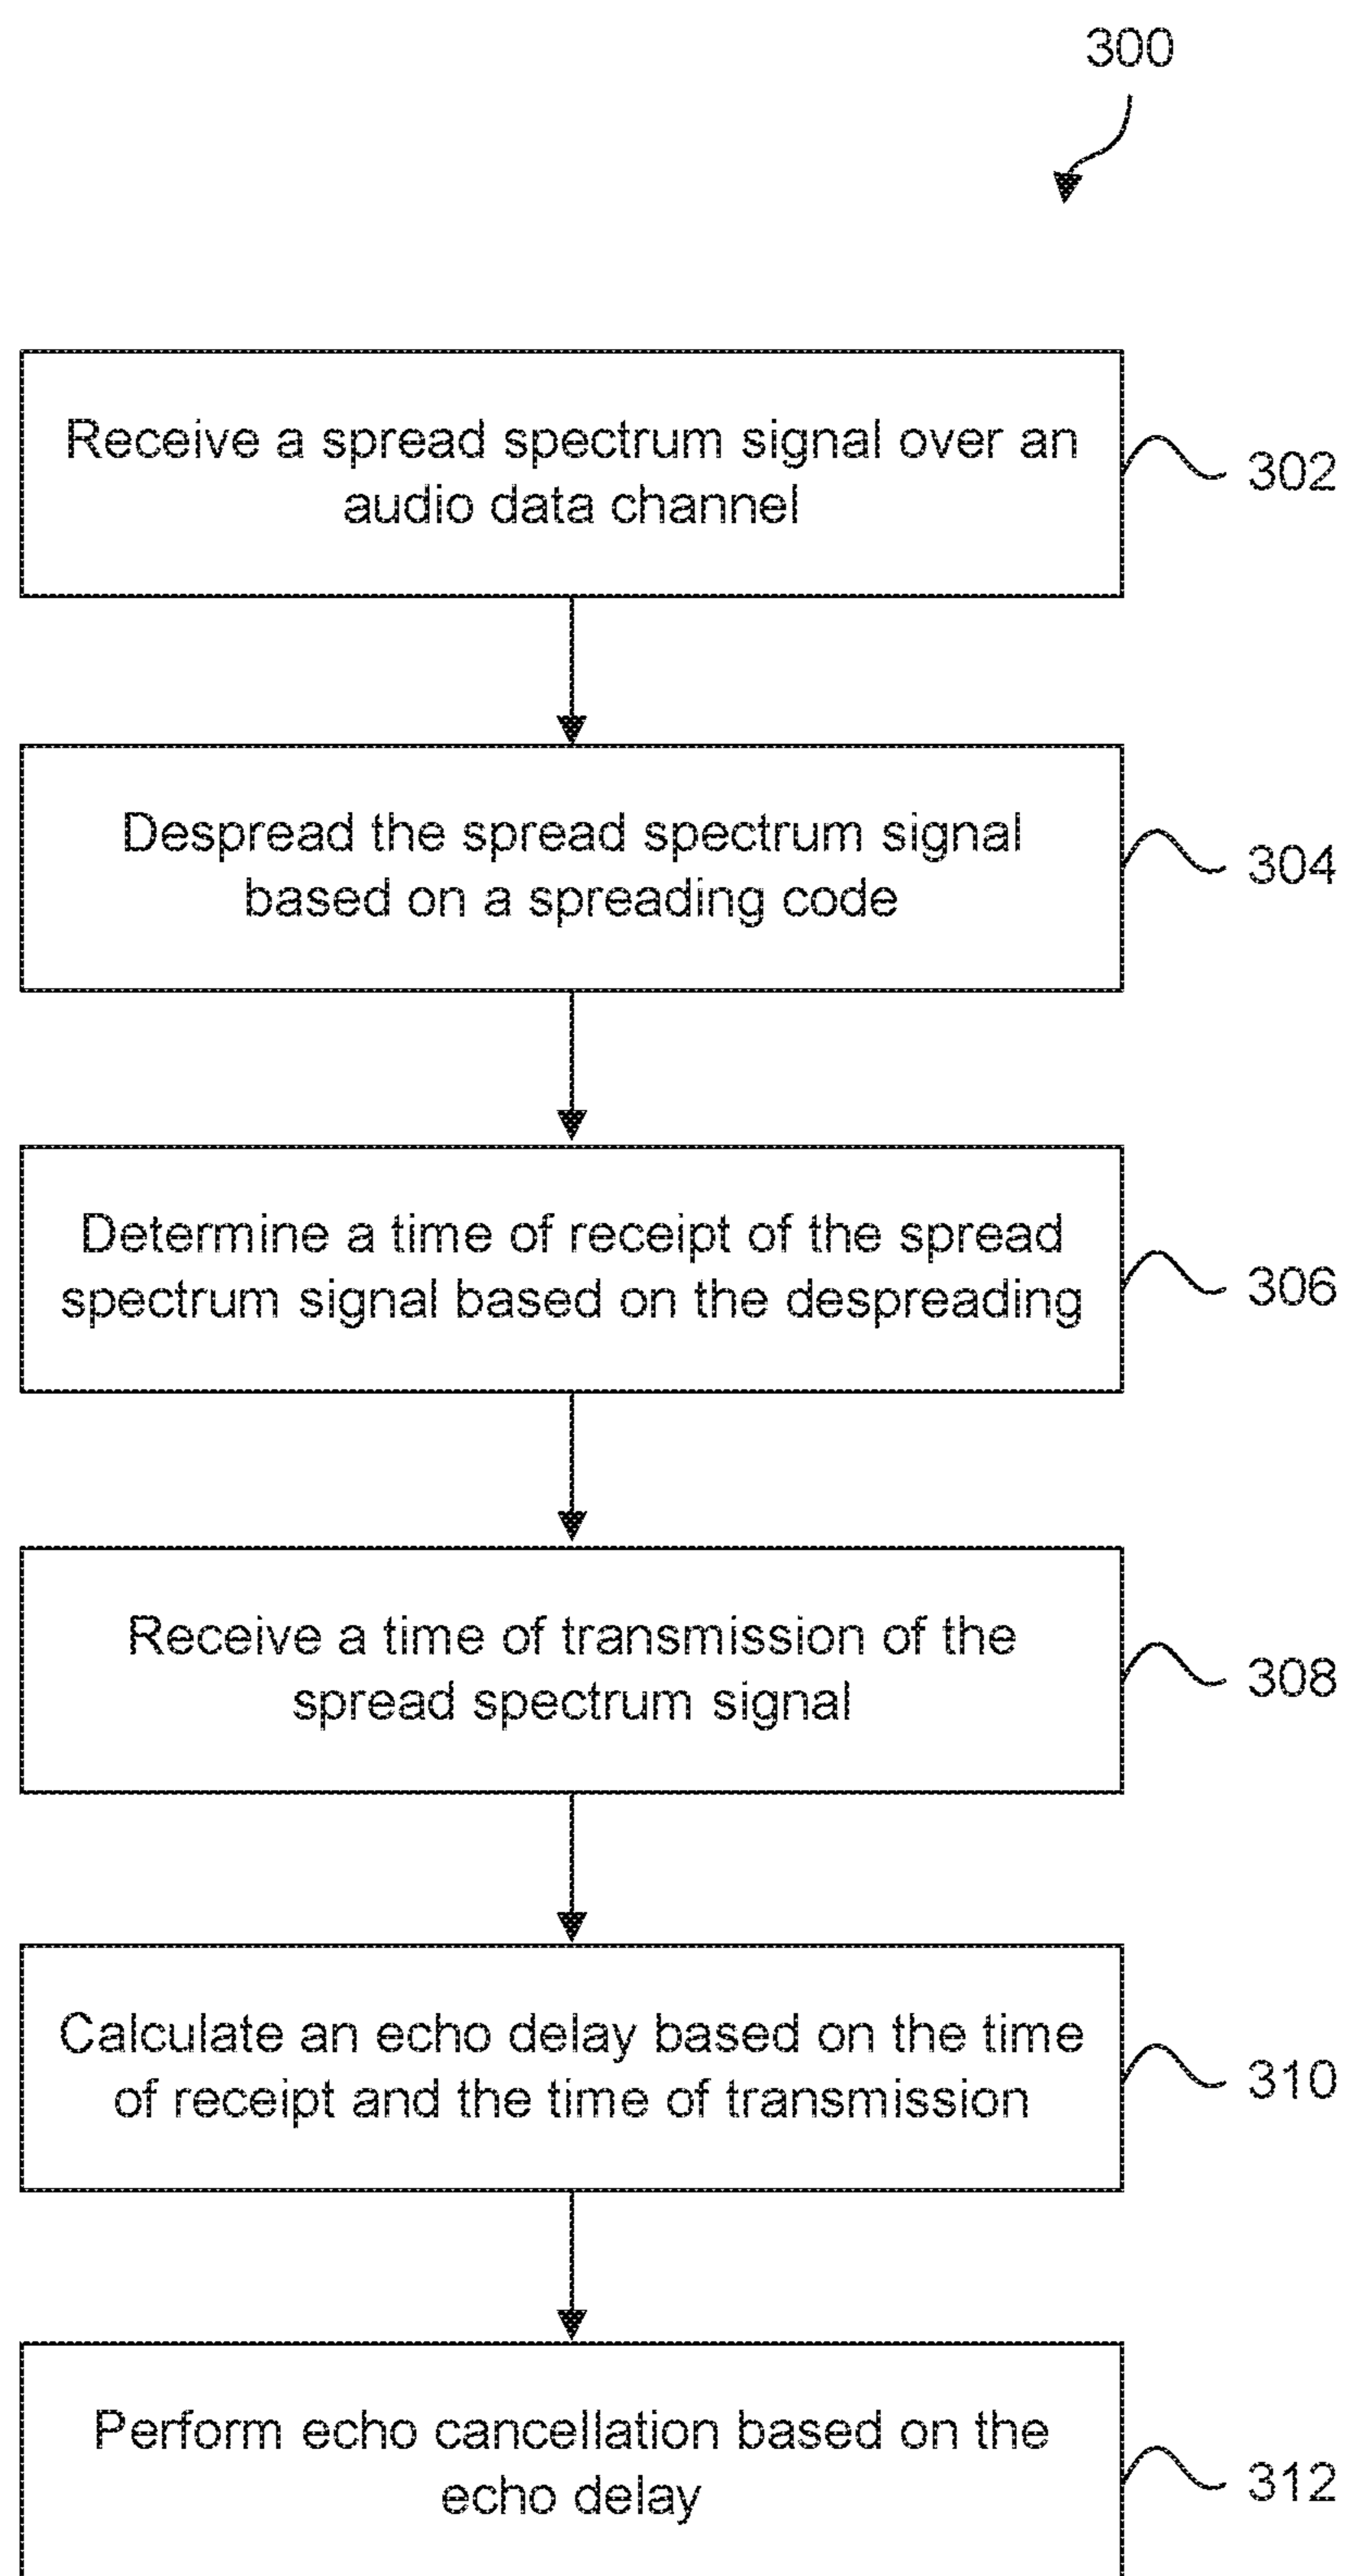 300
Receive a spread spectrum signal over an
audio data channel
302
Despread the spread spectrum signal
based on a spreading code
304
Determine a time of receipt of the spread
spectrum signal based on the despreading
306
Receive a time of transmission of the
spread spectrum signal
308
Calculate an echo delay based on the time
of receipt and the time of transmission
310
Perform echo cancellation based on the
echo delay
312